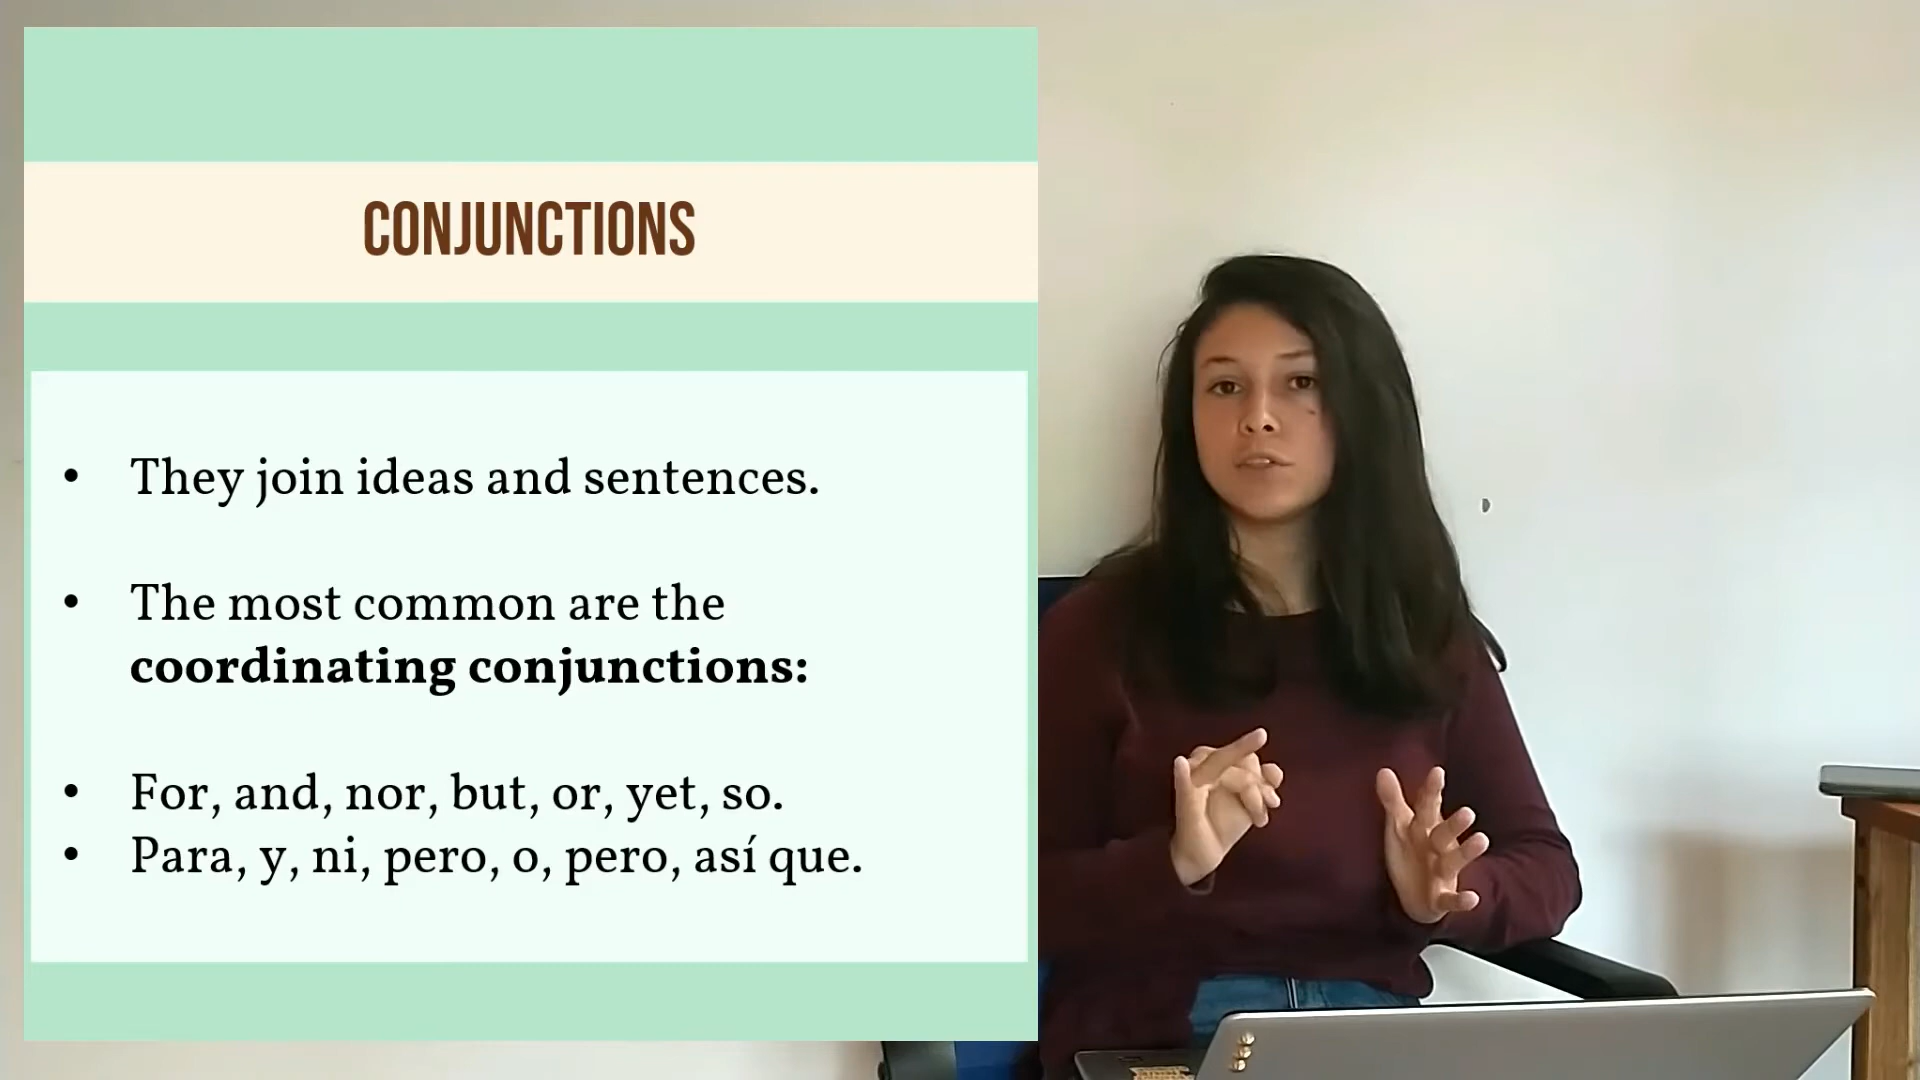 CONJUNCTIONS
• They join ideas and sentences.
• The most common are the
coordinating conjunctions:
• For, and, nor, but, or, yet, so.
• Para, y, ni, pero, o, pero, así que.